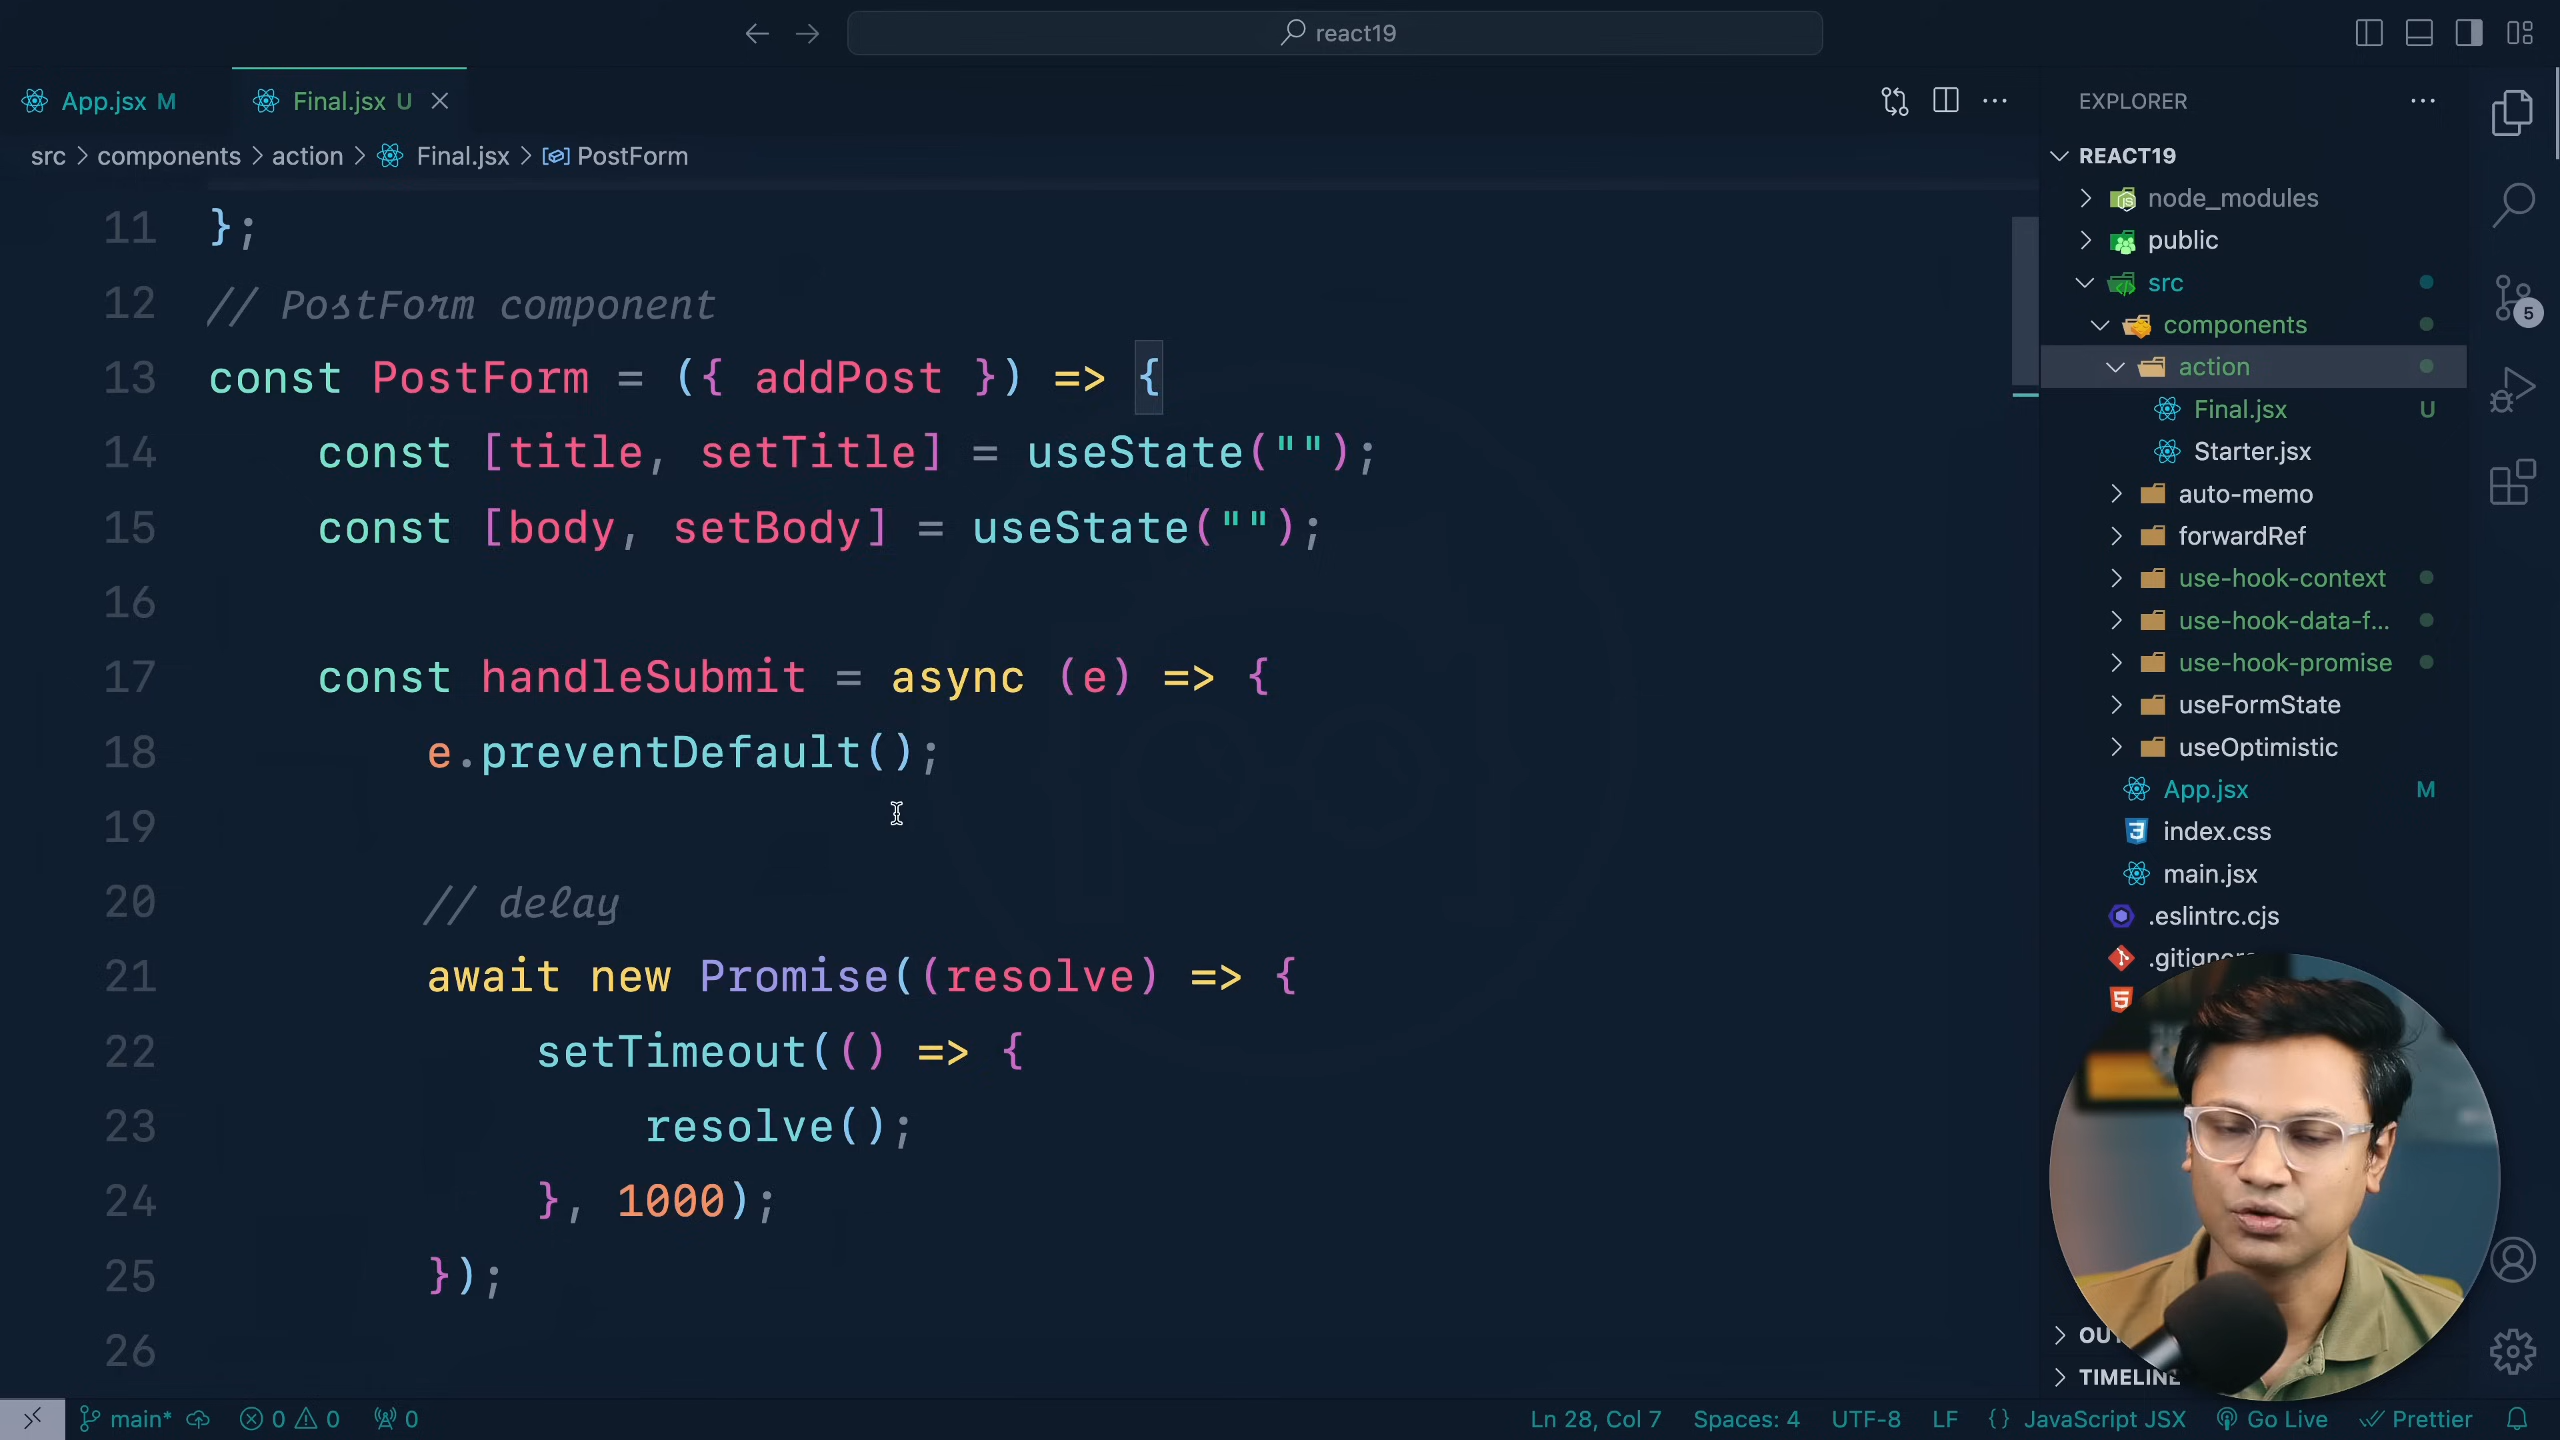 react19
App.jsx M
Final.jsx U
src > components > action > Final.jsx > PostForm
11 };
12 // PostForm component
13 const PostForm = ({ addPost }) => {
14 const [title, setTitle] = useState("");
15 const [body, setBody] = useState("");
16
17 const handleSubmit = async (e) => {
18 e.preventDefault();
19
20 // delay
21 await new Promise((resolve) => {
22 setTimeout(() => {
23 resolve();
24 }, 1000);
25 });
26
EXPLORER
REACT19
node_modules
public
src
components
action
Final.jsx U
Starter.jsx
auto-memo
forwardRef
use-hook-context
use-hook-data-f...
use-hook-promise
useFormState
useOptimistic
App.jsx M
index.css
main.jsx
.eslintrc.cjs
TIMELINE
5
main* 0 0 0
Ln 28, Col 7 Spaces: 4 UTF-8 LF {} JavaScript JSX Go Live Prettier